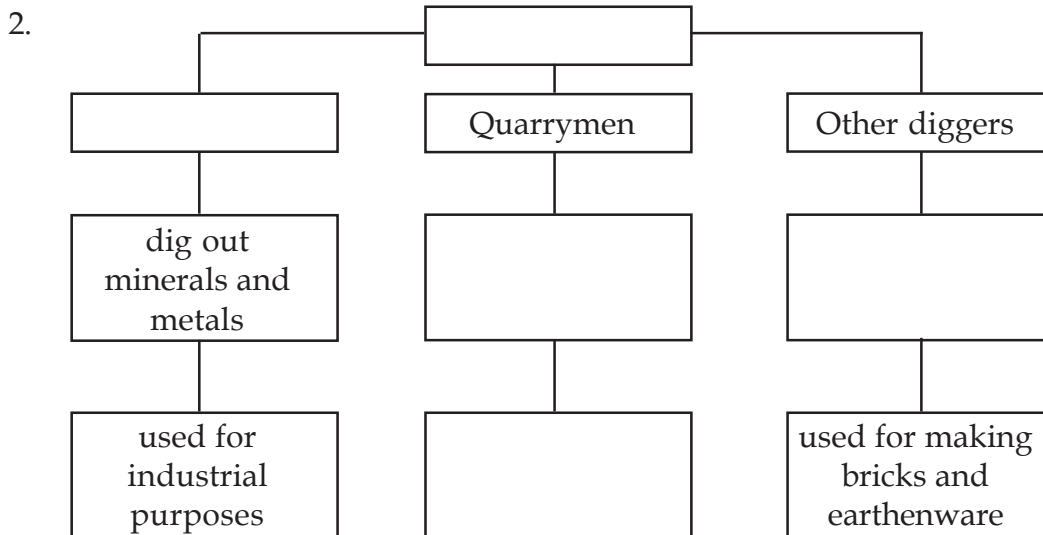 2.
Quarrymen
Other diggers
dig out
minerals and
metals
used for
industrial
purposes
used for making
bricks and
earthenware